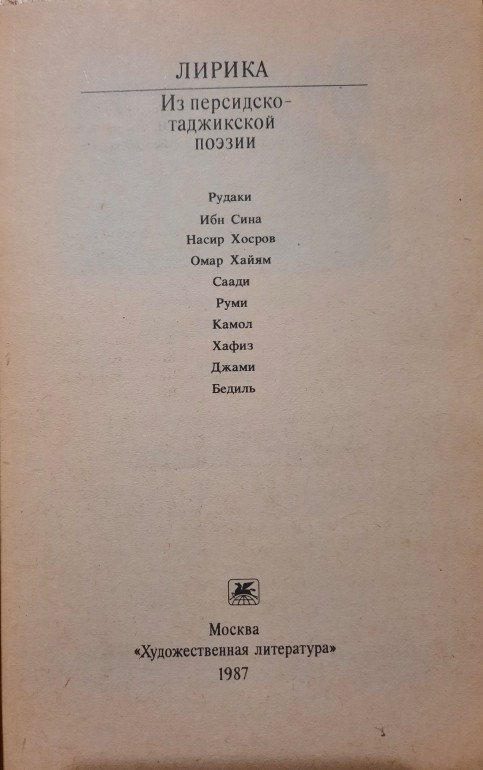 ЛИРИКА
Из персидско-
таджикской
поэзии
Рудаки
Ибн Сина
Насир Хосров
Омар Хайям
Саади
Руми
Камол
Хафиз
Джами
Бедиль
Москва
«Художественная литература»
1987